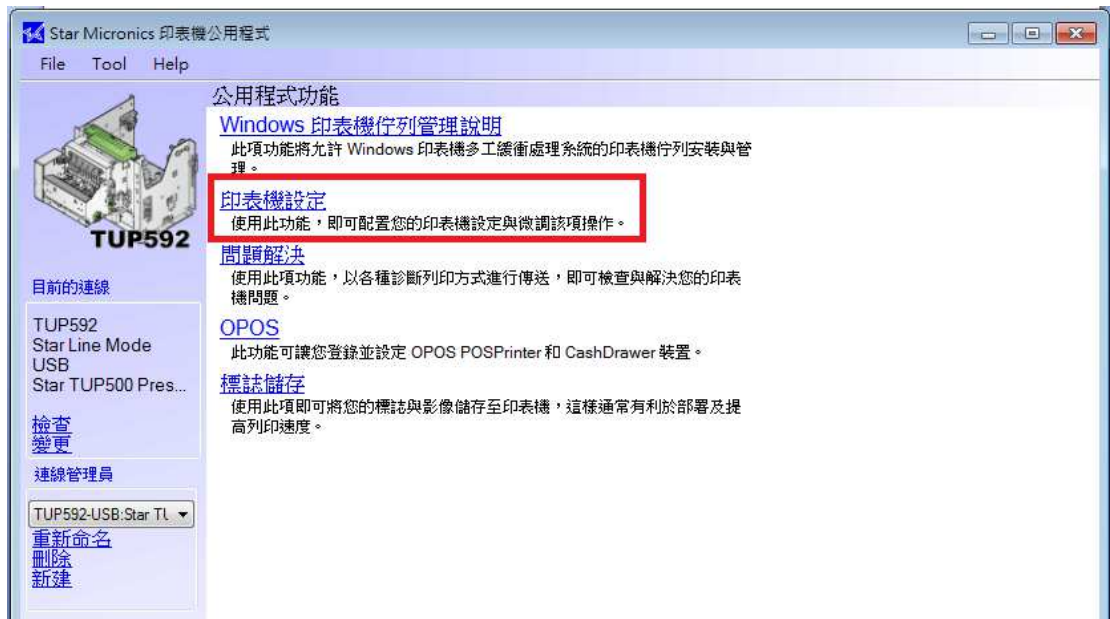 Star Micronics 印表機公用程式
File Tool Help
TUP592
目前的連線
TUP592
Star Line Mode
USB
Star TUP500 Pres...
檢查
變更
連線管理員
TUP592-USB:Star TU
重新命名
刪除
新建
公用程式功能
Windows 印表機佇列管理說明
此項功能將允許 Windows 印表機多工緩衝處理系統的印表機佇列安裝與管
理。
印表機設定
使用此功能，即可配置您的印表機設定與微調該項操作。
問題解決
使用此項功能，以各種診斷列印方式進行傳送，即可檢查與解決您的印表
機問題。
OPOS
此功能可讓您登錄並設定 OPOS POSPrinter 和 CashDrawer 裝置。
標誌儲存
使用此項即可將您的標誌與影像儲存至印表機，這樣通常有利於部署及提
高列印速度。